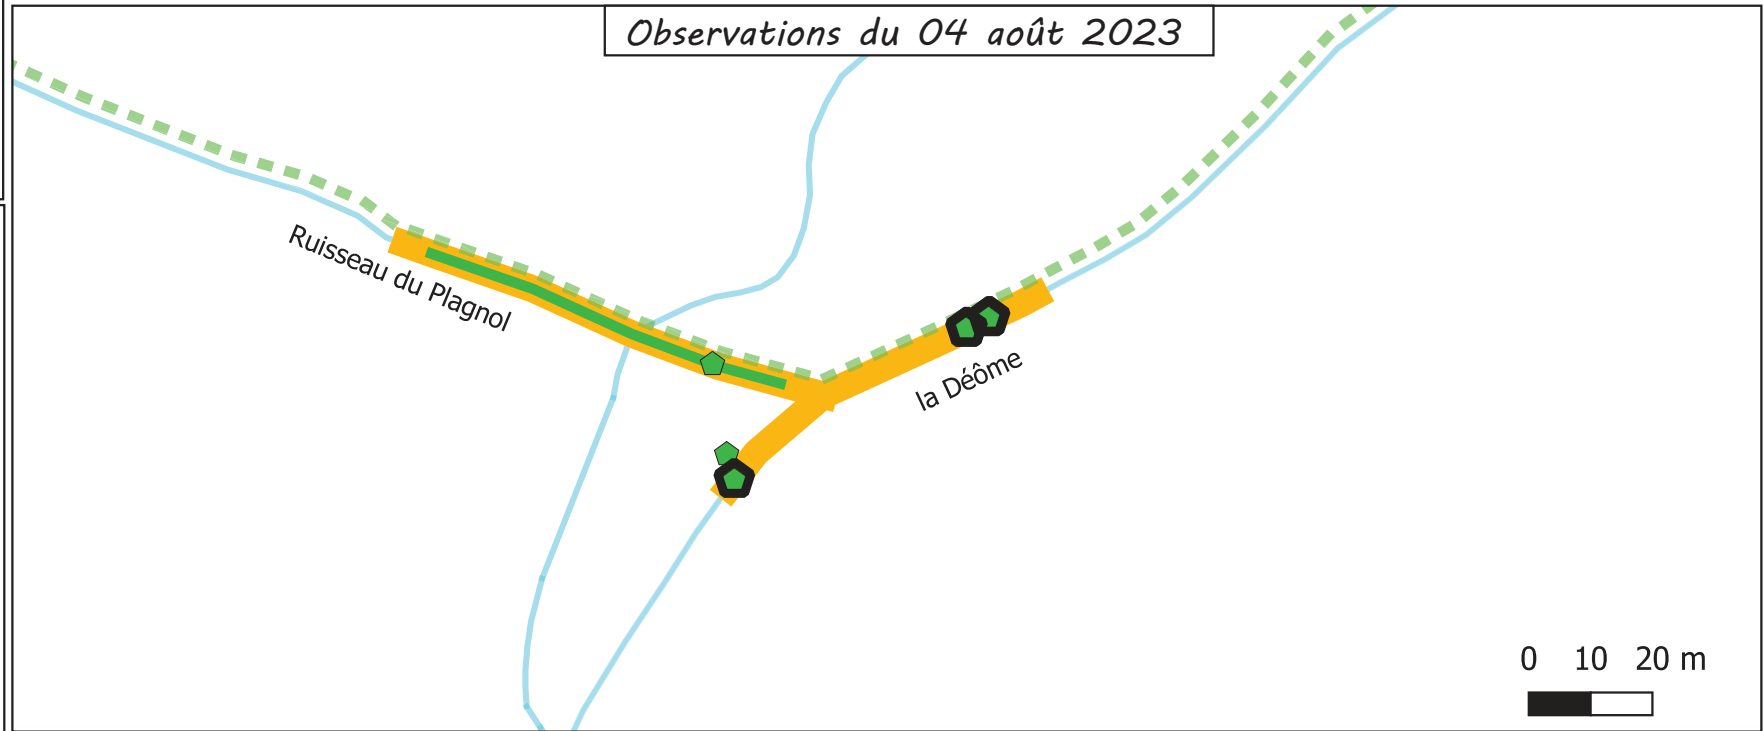 Observations du 04 août 2023
Ruisseau du Plagnol
la Déôme
0 10 20 m